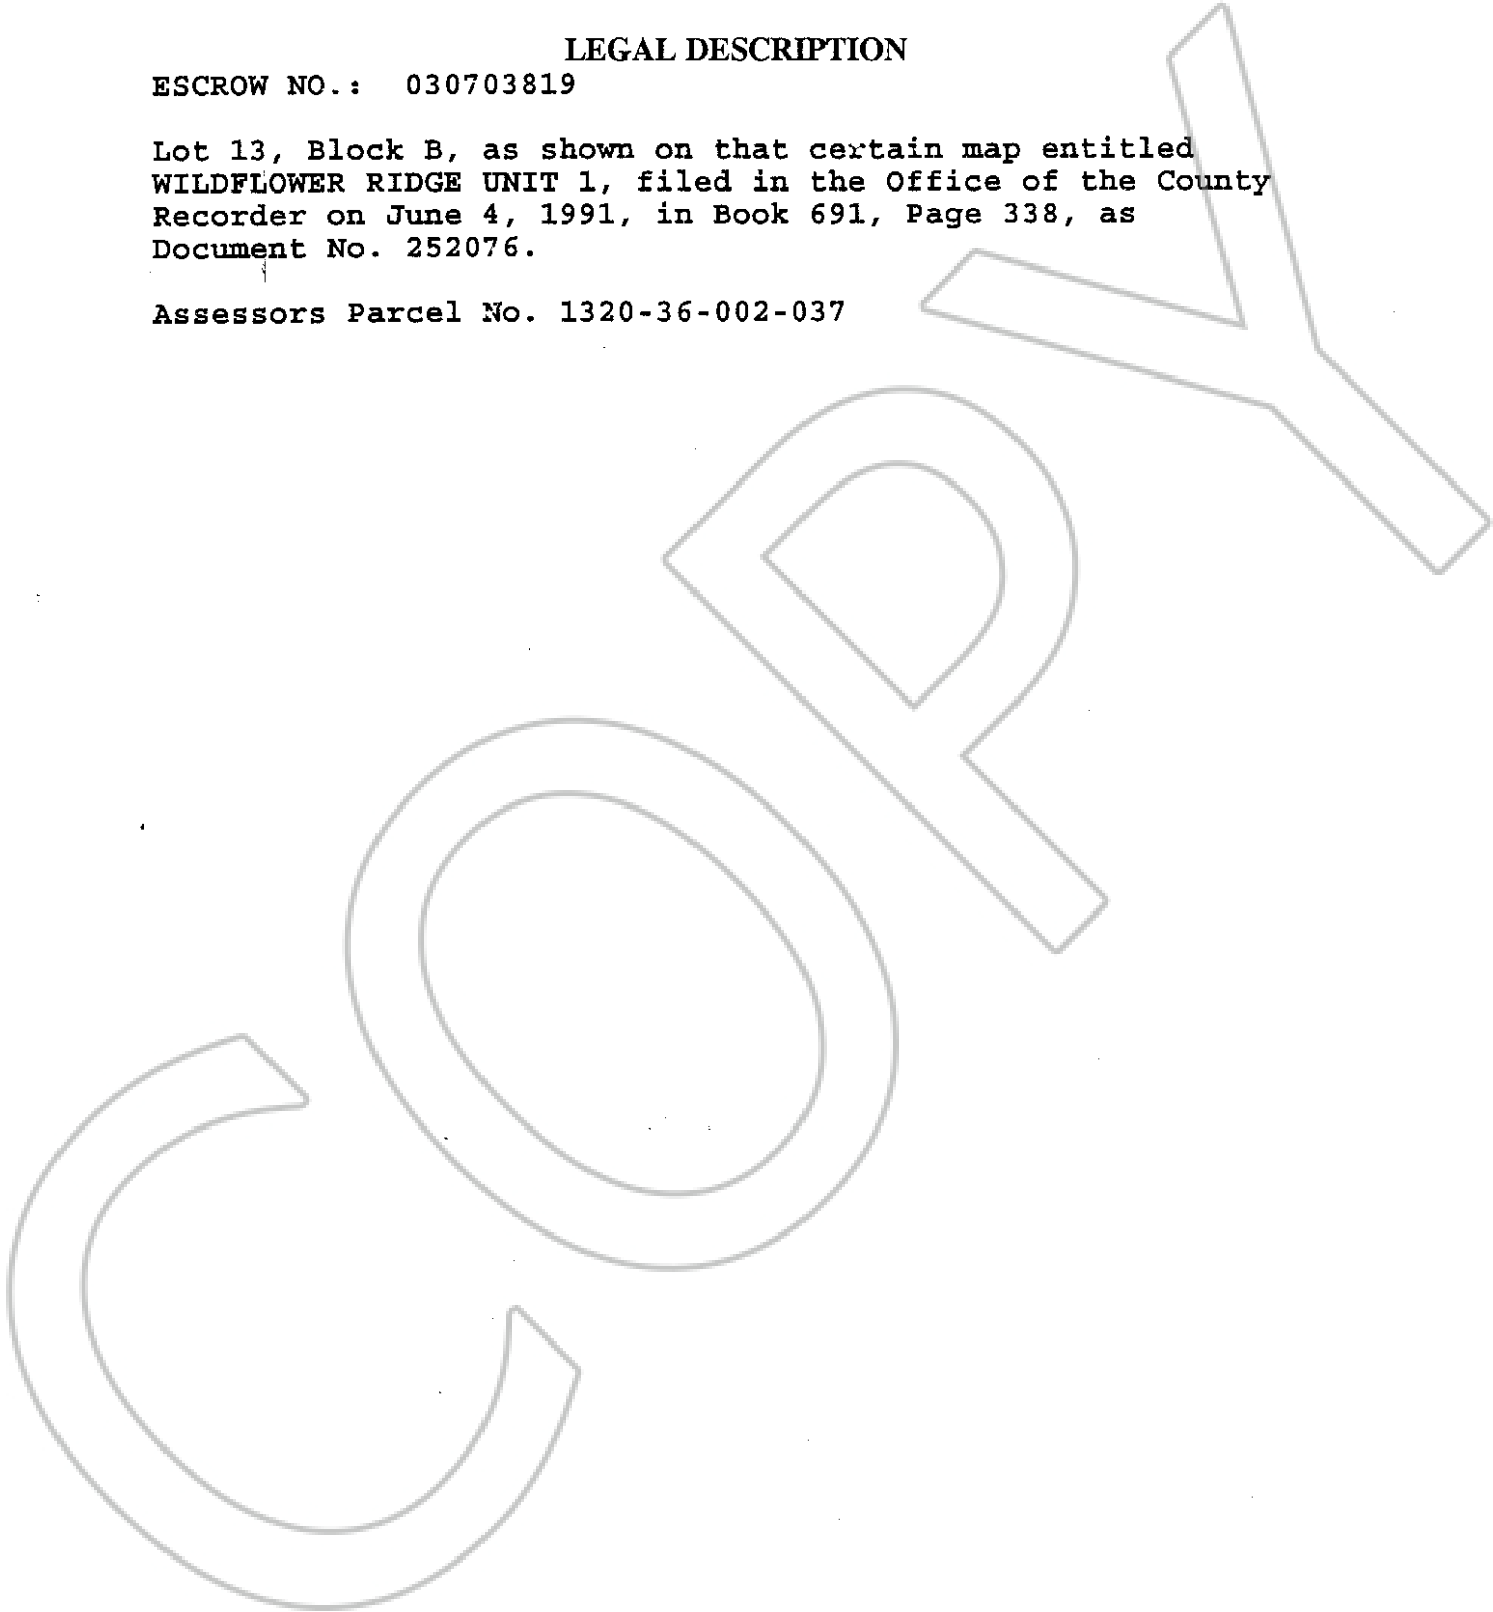 LEGAL DESCRIPTION
ESCROW NO.: 030703819
Lot 13, Block B, as shown on that certain map entitled
WILDFLOWER RIDGE UNIT 1, filed in the Office of the County
Recorder on June 4, 1991, in Book 691, Page 338, as
Document No. 252076.
Assessors Parcel No. 1320-36-002-037
COPY